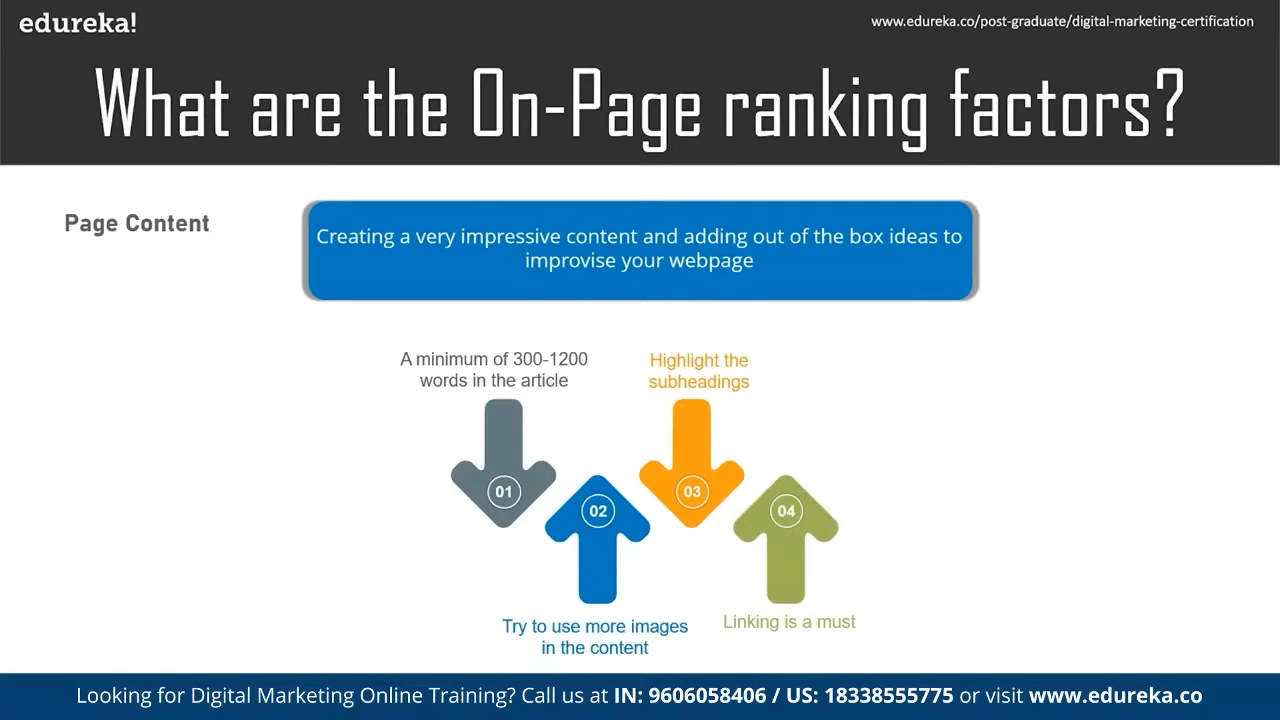 edureka!
www.edureka.co/post-graduate/digital-marketing-certification
What are the On-Page ranking factors?
Page Content
Creating a very impressive content and adding out of the box ideas to
improvise your webpage
A minimum of 300-1200
words in the article
Highlight the
subheadings
01
02
03
04
Try to use more images
in the content
Linking is a must
Looking for Digital Marketing Online Training? Call us at IN: 9606058406 / US: 18338555775 or visit www.edureka.co